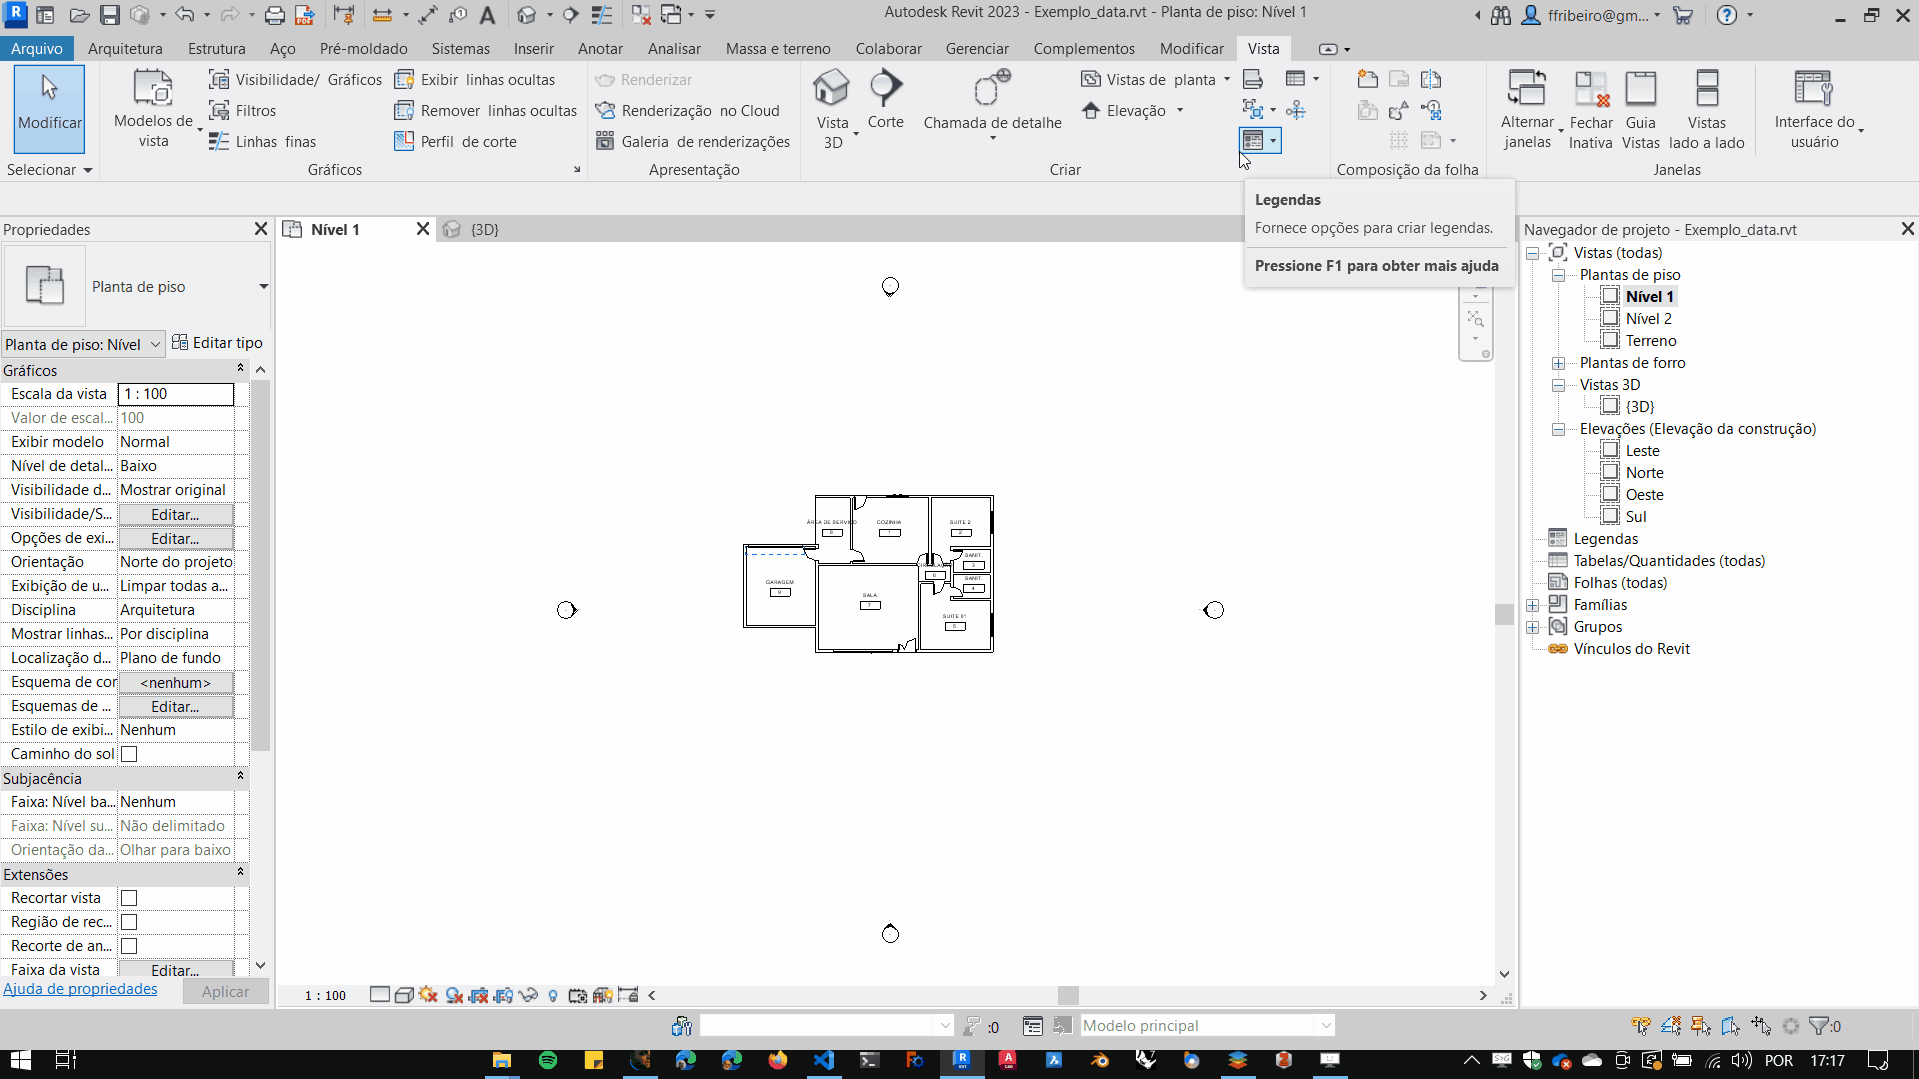 Autodesk Revit 2023 - Exemplo_data.rvt - Planta de piso: Nível 1
ffribeiro@gm...
Arquivo Arquitetura Estrutura Aço Pré-moldado Sistemas Inserir Anotar Analisar Massa e terreno Colaborar Gerenciar Complementos Modificar Vista
Modificar
Selecionar
Modelos de vista
Visibilidade/ Gráficos
Filtros
Linhas finas
Exibir linhas ocultas
Remover linhas ocultas
Perfil de corte
Gráficos
Renderizar
Renderização no Cloud
Galeria de renderizações
Apresentação
Vista 3D
Corte
Chamada de detalhe
Vistas de planta
Elevação
Criar
Composição da folha
Alternar janelas
Fechar Inativa
Guia Vistas
Vistas lado a lado
Janelas
Interface do usuário
Legendas
Fornece opções para criar legendas.
Pressione F1 para obter mais ajuda
Propriedades
Planta de piso
Planta de piso: Nível
Editar tipo
Gráficos
Escala da vista 1 : 100
Valor de escal... 100
Exibir modelo Normal
Nível de detal... Baixo
Visibilidade d... Mostrar original
Visibilidade/S... Editar...
Opções de exi... Editar...
Orientação Norte do projeto
Exibição de u... Limpar todas a...
Disciplina Arquitetura
Mostrar linhas... Por disciplina
Localização d... Plano de fundo
Esquema de cor <nenhum>
Esquemas de ... Editar...
Estilo de exibi... Nenhum
Caminho do sol
Subjacência
Faixa: Nível ba... Nenhum
Faixa: Nível su... Não delimitado
Orientação da... Olhar para baixo
Extensões
Recortar vista
Região de rec...
Recorte de an...
Faixa da vista Editar...
Ajuda de propriedades
Aplicar
Nível 1
{3D}
ÁREA DE SERVIÇO
COZINHA
1
SUITE 2
2
SANIT.
3
SANIT.
4
6
GARAGEM
9
SALA
7
SUITE 01
5
1 : 100
Navegador de projeto - Exemplo_data.rvt
Vistas (todas)
Plantas de piso
Nível 1
Nível 2
Terreno
Plantas de forro
Vistas 3D
{3D}
Elevações (Elevação da construção)
Leste
Norte
Oeste
Sul
Legendas
Tabelas/Quantidades (todas)
Folhas (todas)
Famílias
Grupos
Vínculos do Revit
:0
Modelo principal
:0
POR
17:17